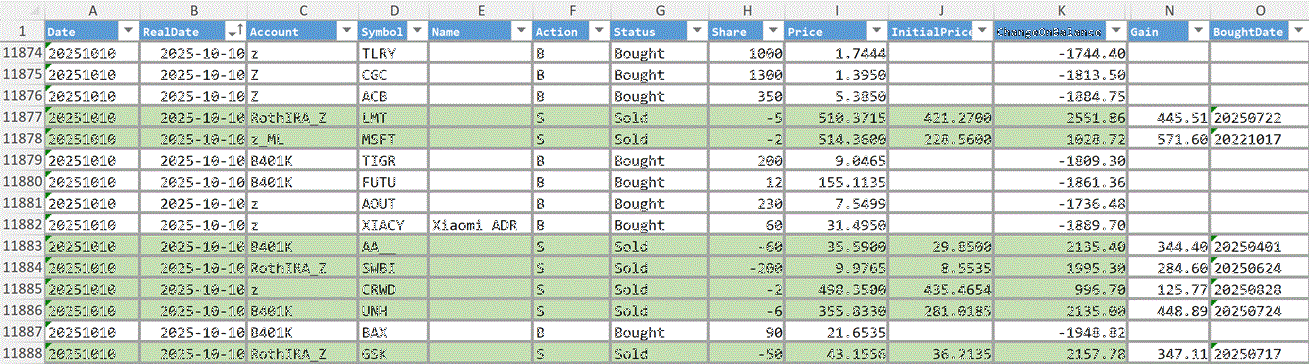 A B C D E F G H I J K N O
1 Date RealDate Account Symbol Name Action Status Share Price InitialPrice ChangeOnBalance Gain BoughtDate
11874 20251010 2025-10-10 z TLRY B Bought 1000 1.7444 -1744.40
11875 20251010 2025-10-10 Z CGC B Bought 1300 1.3950 -1813.50
11876 20251010 2025-10-10 Z ACB B Bought 350 5.3850 -1884.75
11877 20251010 2025-10-10 RothIRA_Z LMT S Sold -5 510.3715 421.2700 2551.86 445.51 20250722
11878 20251010 2025-10-10 z_ML MSFT S Sold -2 514.3600 228.5600 1028.72 571.60 20221017
11879 20251010 2025-10-10 B401K TIGR B Bought 200 9.0465 -1809.30
11880 20251010 2025-10-10 B401K FUTU B Bought 12 155.1135 -1861.36
11881 20251010 2025-10-10 z AOUT B Bought 230 7.5499 -1736.48
11882 20251010 2025-10-10 z XIACY Xiaomi ADR B Bought 60 31.4950 -1889.70
11883 20251010 2025-10-10 B401K AA__ S Sold -60 35.5900 29.8500 2135.40 344.40 20250401
11884 20251010 2025-10-10 RothIRA_Z SWBI S Sold -200 9.9765 8.5535 1995.30 284.60 20250624
11885 20251010 2025-10-10 z CRWD S Sold -2 498.3500 435.4654 996.70 125.77 20250828
11886 20251010 2025-10-10 B401K UNH S Sold -6 355.8330 281.0185 2135.00 448.89 20250724
11887 20251010 2025-10-10 B401K BAX B Bought 90 21.6535 -1948.82
11888 20251010 2025-10-10 RothIRA_Z GSK S Sold -50 43.1556 36.2135 2157.78 347.11 20250717